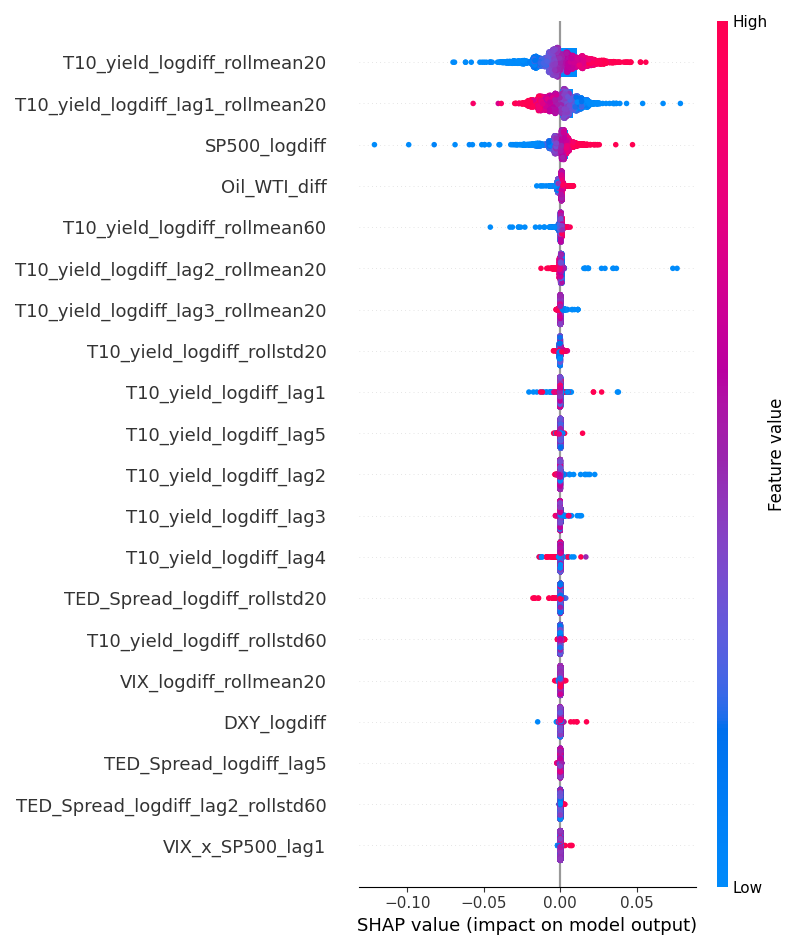 High
T10_yield_logdiff_rollmean20
T10_yield_logdiff_lag1_rollmean20
SP500_logdiff
Oil_WTI_diff
T10_yield_logdiff_rollmean60
T10_yield_logdiff_lag2_rollmean20
T10_yield_logdiff_lag3_rollmean20
T10_yield_logdiff_rollstd20
T10_yield_logdiff_lag1
T10_yield_logdiff_lag5
T10_yield_logdiff_lag2
T10_yield_logdiff_lag3
T10_yield_logdiff_lag4
TED_Spread_logdiff_rollstd20
T10_yield_logdiff_rollstd60
VIX_logdiff_rollmean20
DXY_logdiff
TED_Spread_logdiff_lag5
TED_Spread_logdiff_lag2_rollstd60
VIX_x_SP500_lag1
Feature value
Low
−0.10 −0.05 0.00 0.05
SHAP value (impact on model output)